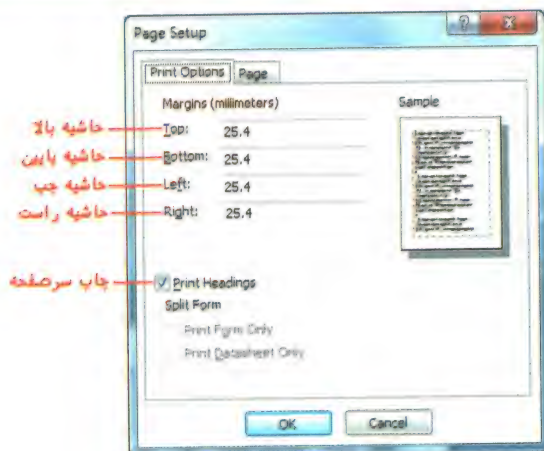 Page Setup
Print Options Page
Margins (millimeters) Sample
حاشیه بالا Top: 25.4
حاشیه پایین Bottom: 25.4
حاشیه چپ Left: 25.4
حاشیه راست Right: 25.4
چاپ سرصفحه Print Headings
Split Form
Print Form Only
Print Datasheet Only
OK Cancel